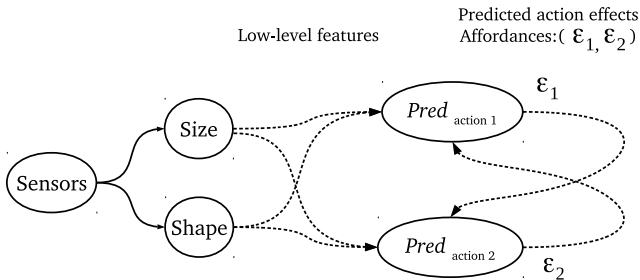 Predicted action effects
Low-level features
Affordances:( ε1, ε2 )
ε1
Pred action 1
Size
Sensors
Shape
Pred action 2
ε2